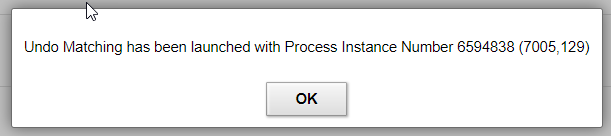 Undo Matching has been launched with Process Instance Number 6594838 (7005,129)
OK